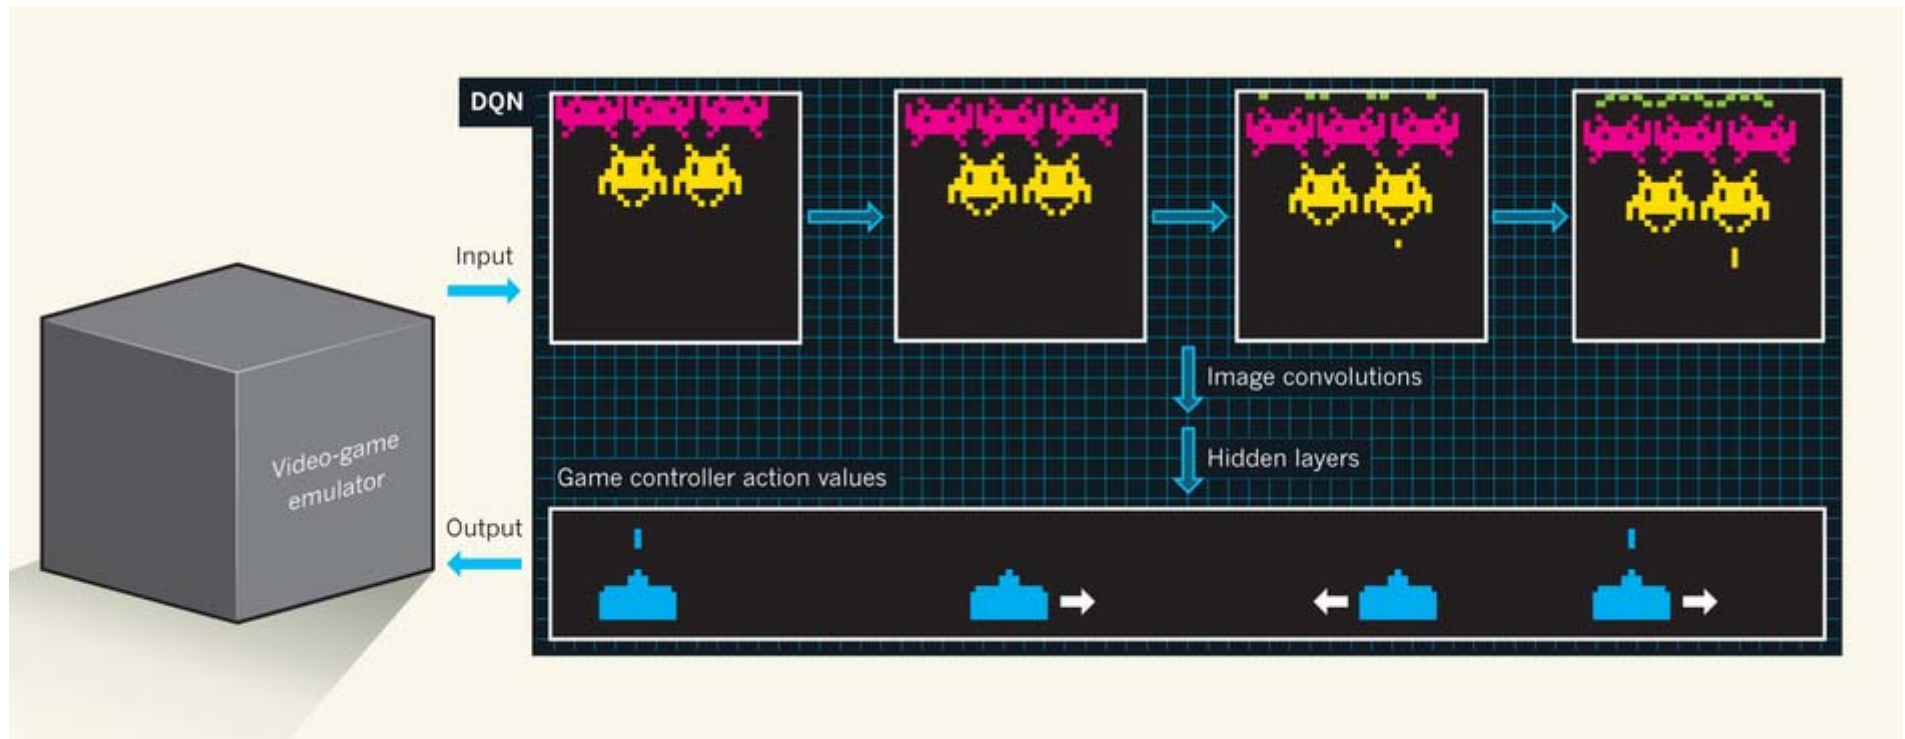 DQN
Input
Image convolutions
Hidden layers
Video-game
emulator
Game controller action values
Output